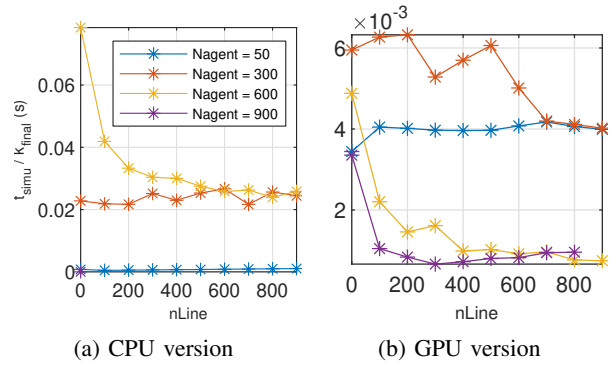 t_simu / k_final (s)
0.06
0.04
0.02
0
0 200 400 600 800
nLine
Nagent = 50
Nagent = 300
Nagent = 600
Nagent = 900
(a) CPU version
×10⁻³
6
4
2
0 200 400 600 800
nLine
(b) GPU version